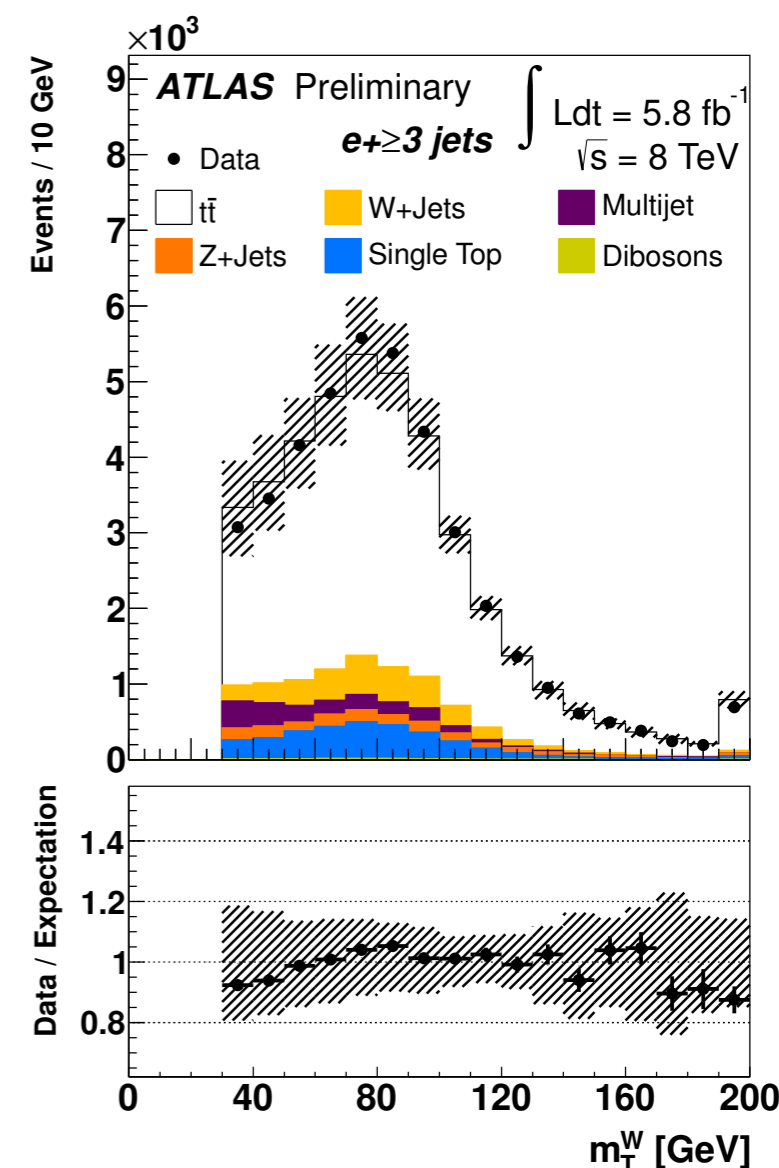 ×10³
Events / 10 GeV
ATLAS Preliminary
∫ Ldt = 5.8 fb⁻¹
e+≥3 jets
√s = 8 TeV
Data
tt̄
W+Jets
Multijet
Z+Jets
Single Top
Dibosons
9
8
7
6
5
4
3
2
1
0
Data / Expectation
1.4
1.2
1
0.8
0 40 80 120 160 200
m_T^W [GeV]